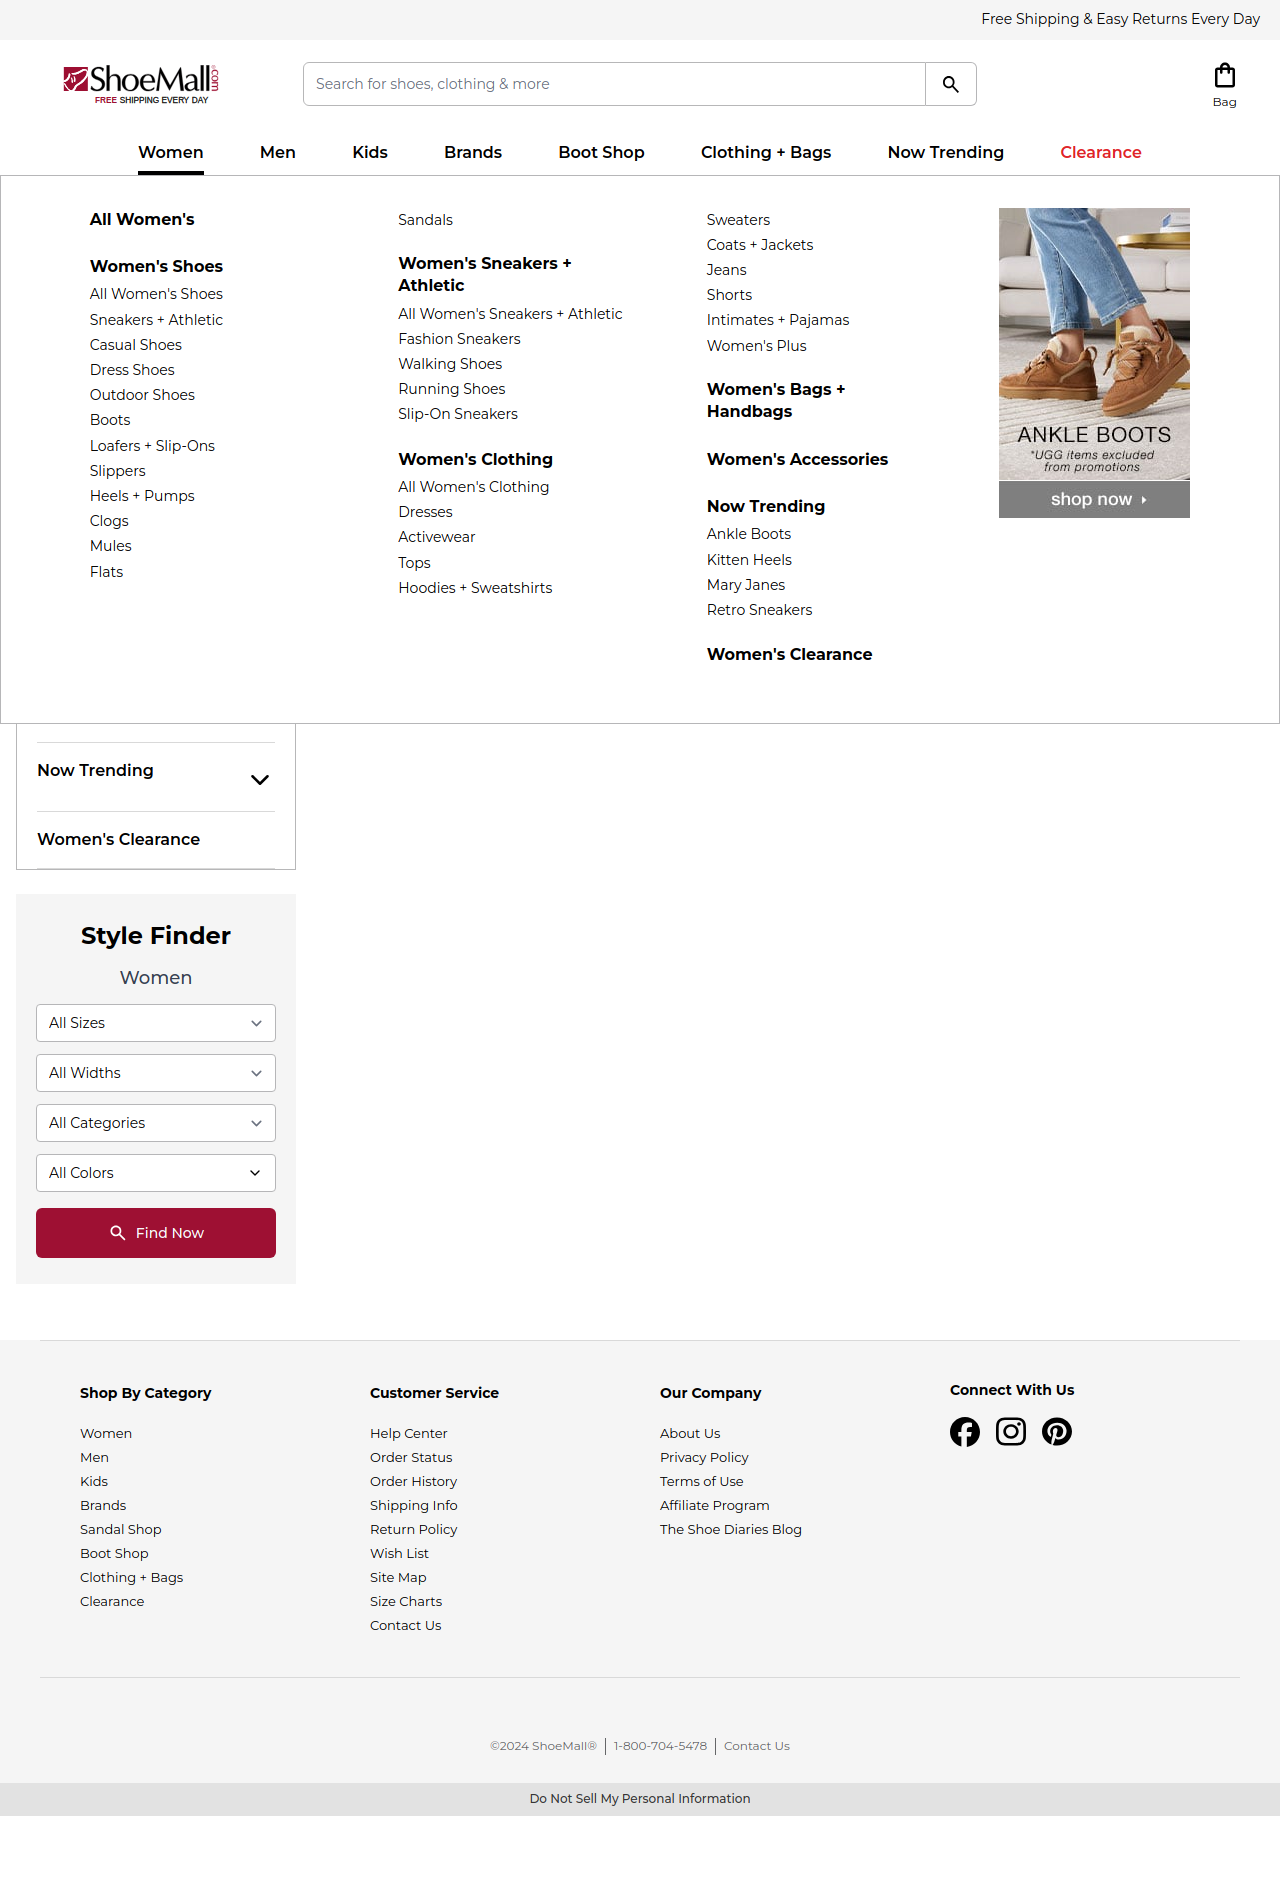 Free Shipping & Easy Returns Every Day
ShoeMall.com
FREE SHIPPING EVERY DAY
Search for shoes, clothing & more
Bag
Women
Men
Kids
Brands
Boot Shop
Clothing + Bags
Now Trending
Clearance
All Women's
Women's Shoes
All Women's Shoes
Sneakers + Athletic
Casual Shoes
Dress Shoes
Outdoor Shoes
Boots
Loafers + Slip-Ons
Slippers
Heels + Pumps
Clogs
Mules
Flats
Sandals
Women's Sneakers +
Athletic
All Women's Sneakers + Athletic
Fashion Sneakers
Walking Shoes
Running Shoes
Slip-On Sneakers
Women's Clothing
All Women's Clothing
Dresses
Activewear
Tops
Hoodies + Sweatshirts
Sweaters
Coats + Jackets
Jeans
Shorts
Intimates + Pajamas
Women's Plus
Women's Bags +
Handbags
Women's Accessories
Now Trending
Ankle Boots
Kitten Heels
Mary Janes
Retro Sneakers
Women's Clearance
ANKLE BOOTS
*UGG items excluded
from promotions
shop now
Now Trending
Women's Clearance
Style Finder
Women
All Sizes
All Widths
All Categories
All Colors
Find Now
Shop By Category
Women
Men
Kids
Brands
Sandal Shop
Boot Shop
Clothing + Bags
Clearance
Customer Service
Help Center
Order Status
Order History
Shipping Info
Return Policy
Wish List
Site Map
Size Charts
Contact Us
Our Company
About Us
Privacy Policy
Terms of Use
Affiliate Program
The Shoe Diaries Blog
Connect With Us
©2024 ShoeMall® | 1-800-704-5478 | Contact Us
Do Not Sell My Personal Information